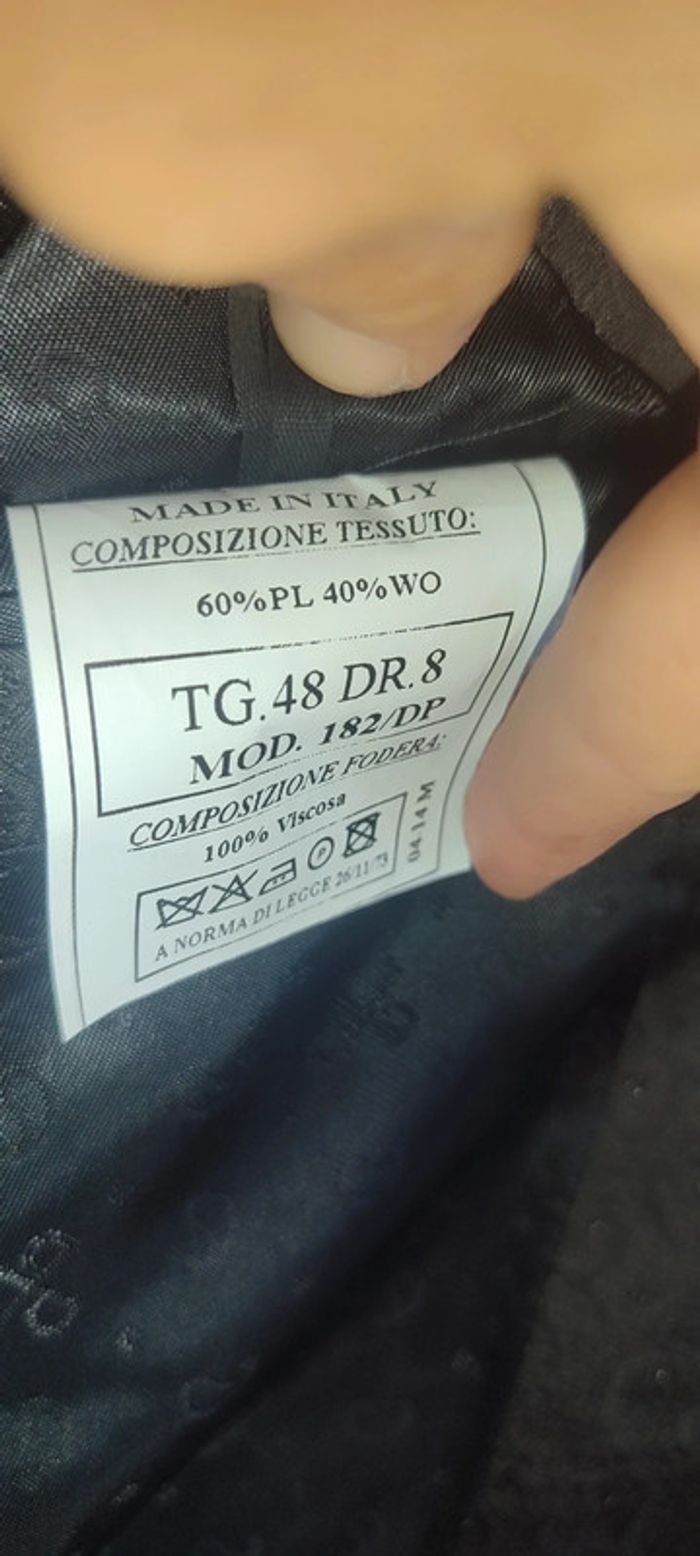 MADE IN ITALY
COMPOSIZIONE TESSUTO:
60%PL 40%WO
TG.48 DR.8
MOD. 182/DP
COMPOSIZIONE FODERA:
100% Viscosa
P
A NORMA DI LEGGE 26/11/73
04-14 M